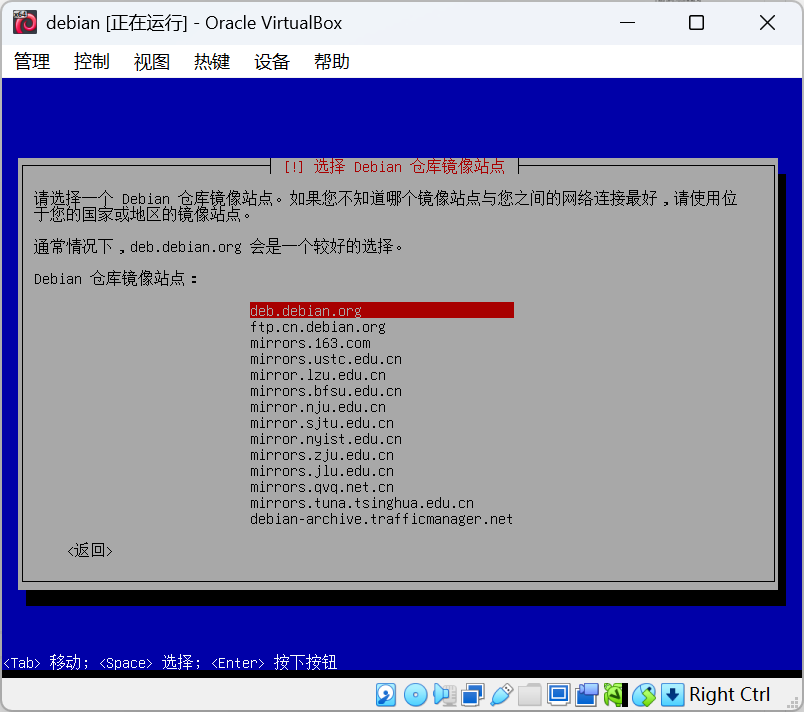 debian [正在运行] - Oracle VirtualBox
管理 控制 视图 热键 设备 帮助
[!] 选择 Debian 仓库镜像站点
请选择一个 Debian 仓库镜像站点。如果您不知道哪个镜像站点与您之间的网络连接最好，请使用位
于您的国家或地区的镜像站点。
通常情况下，deb.debian.org 会是一个较好的选择。
Debian 仓库镜像站点：
deb.debian.org
ftp.cn.debian.org
mirrors.163.com
mirrors.ustc.edu.cn
mirror.lzu.edu.cn
mirrors.bfsu.edu.cn
mirror.nju.edu.cn
mirror.sjtu.edu.cn
mirror.nyist.edu.cn
mirrors.zju.edu.cn
mirrors.jlu.edu.cn
mirrors.qvq.net.cn
mirrors.tuna.tsinghua.edu.cn
debian-archive.trafficmanager.net
<返回>
<Tab> 移动; <Space> 选择; <Enter> 按下按钮
Right Ctrl